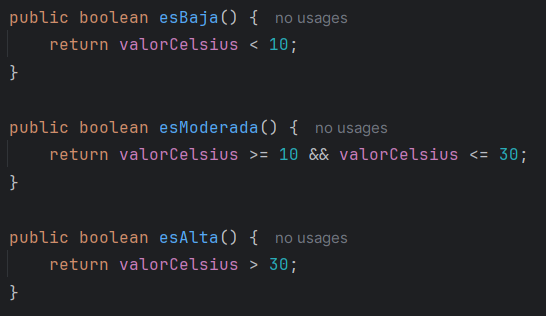 public boolean esBaja() { no usages
return valorCelsius < 10;
}
public boolean esModerada() { no usages
return valorCelsius >= 10 && valorCelsius <= 30;
}
public boolean esAlta() { no usages
return valorCelsius > 30;
}